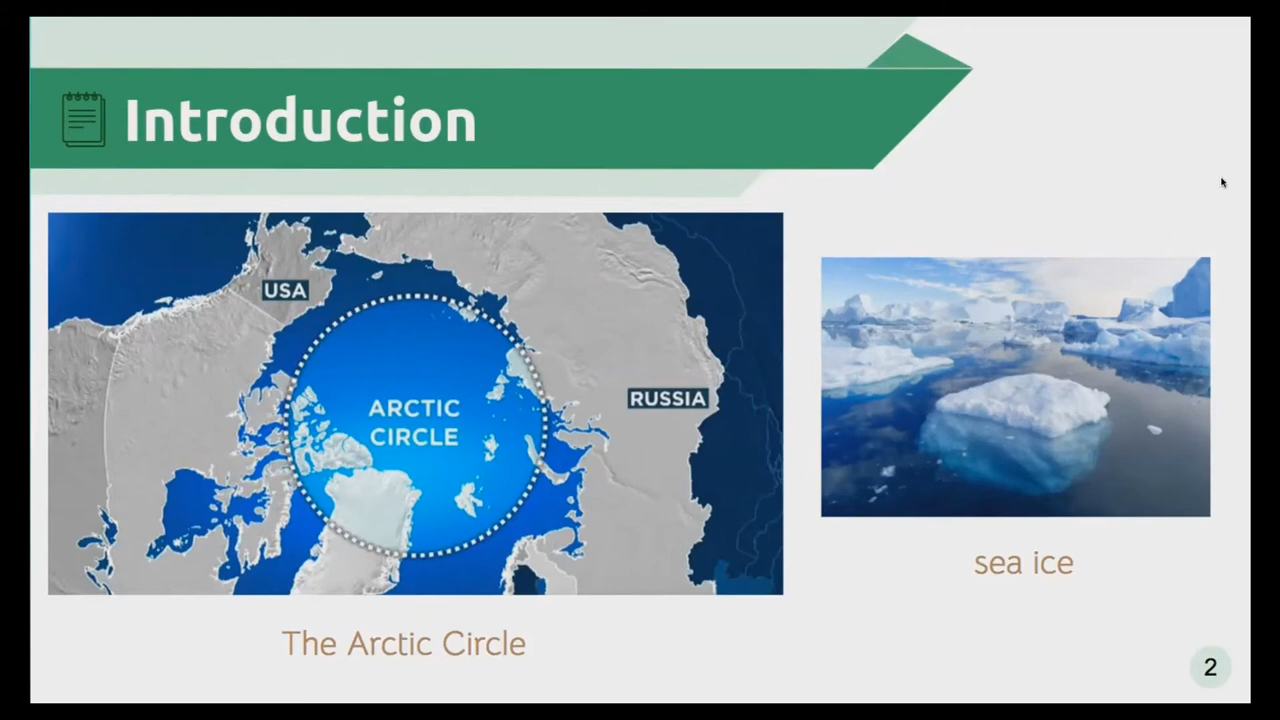 Introduction
USA
ARCTIC
CIRCLE
RUSSIA
The Arctic Circle
sea ice
2